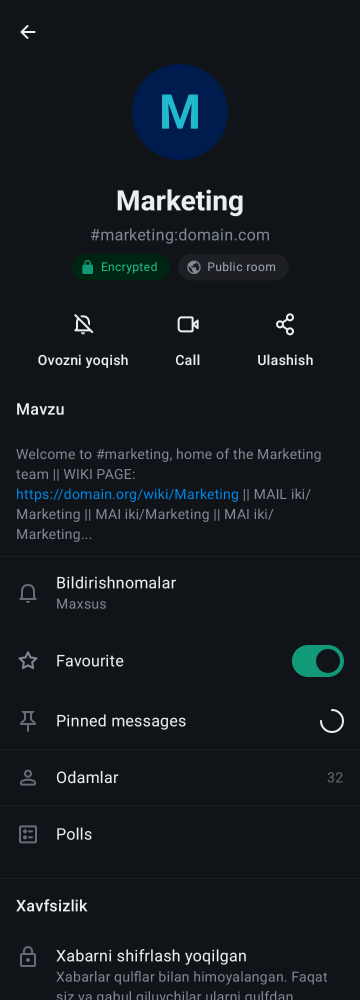 M
Marketing
#marketing:domain.com
Encrypted
Public room
Ovozni yoqish
Call
Ulashish
Mavzu
Welcome to #marketing, home of the Marketing
team || WIKI PAGE:
https://domain.org/wiki/Marketing || MAIL iki/
Marketing || MAI iki/Marketing || MAI iki/
Marketing...
Bildirishnomalar
Maxsus
Favourite
Pinned messages
Odamlar 32
Polls
Xavfsizlik
Xabarni shifrlash yoqilgan
Xabarlar qulflar bilan himoyalangan. Faqat
siz va qabul qiluvchilar ularni qulfdan